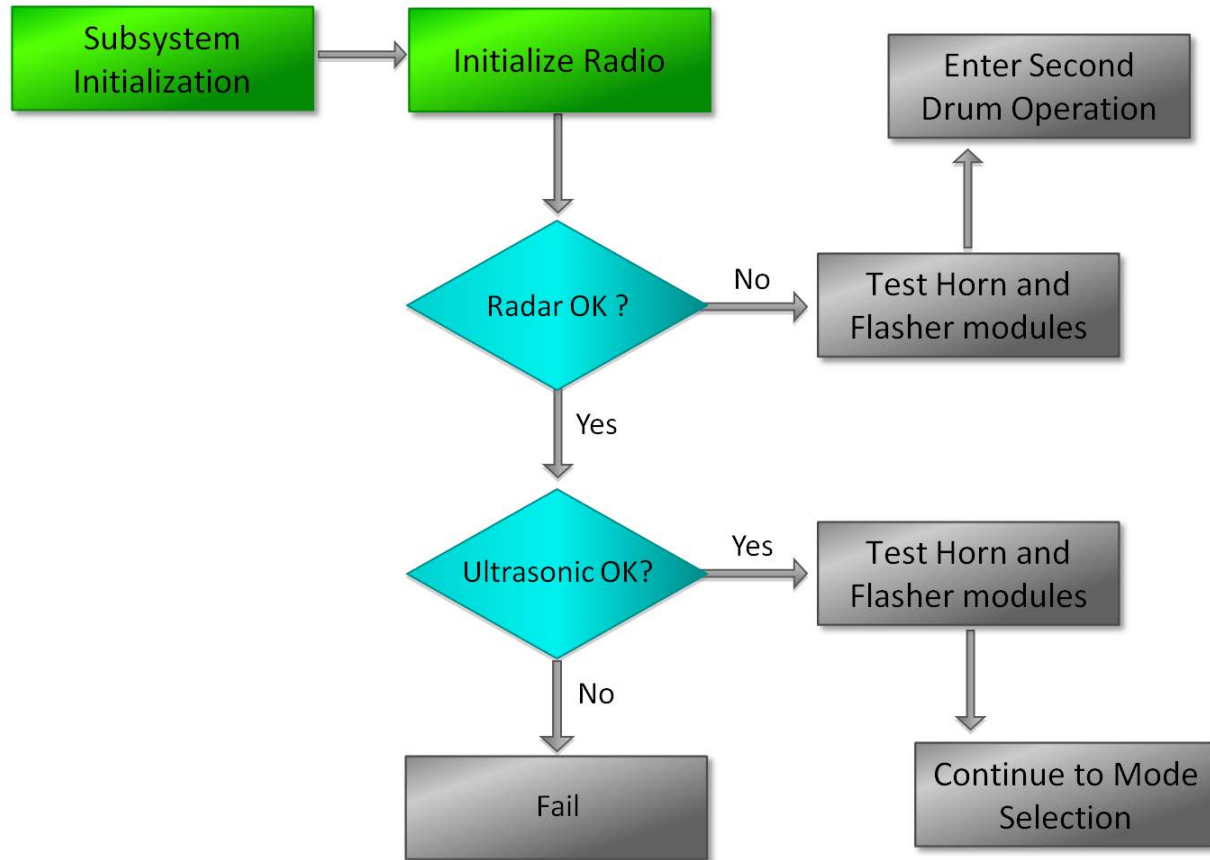 Subsystem
Initialization
Initialize Radio
Enter Second
Drum Operation
Radar OK ?
No
Test Horn and
Flasher modules
Yes
Ultrasonic OK?
Yes
Test Horn and
Flasher modules
No
Fail
Continue to Mode
Selection